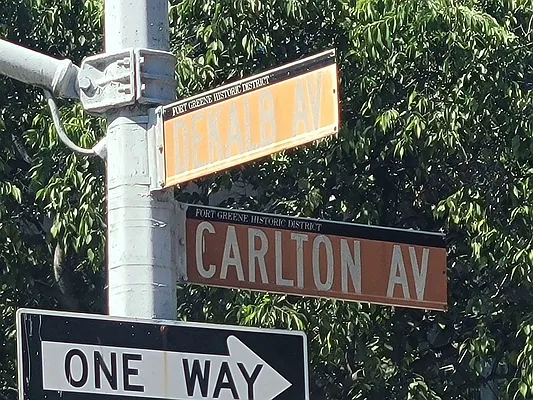 FORT GREENE HISTORIC DISTRICT
DEKALB AV
FORT GREENE HISTORIC DISTRICT
CARLTON AV
ONE WAY